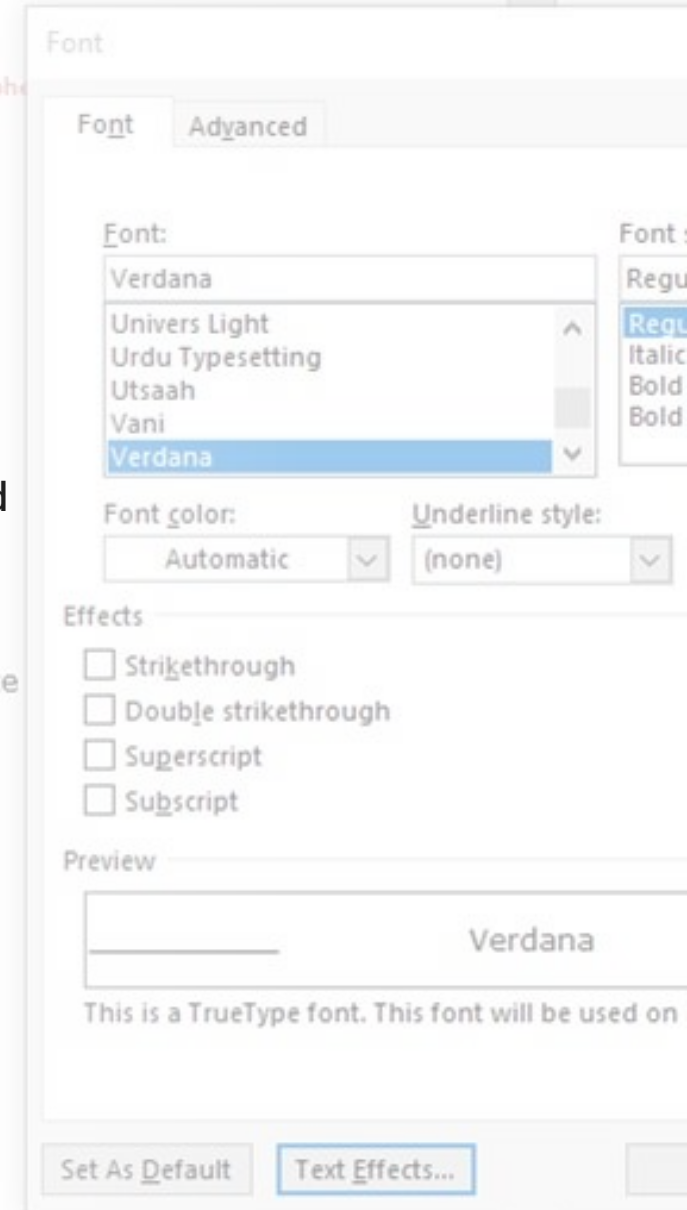 Font
Font Advanced
Font: Font
Verdana
Univers Light
Urdu Typesetting
Utsaah
Vani
Verdana
Italic
Bold
Bold
Font color: Underline style:
Automatic (none)
Effects
Strikethrough
Double strikethrough
Superscript
Subscript
Preview
Verdana
This is a TrueType font. This font will be used on
Set As Default Text Effects...